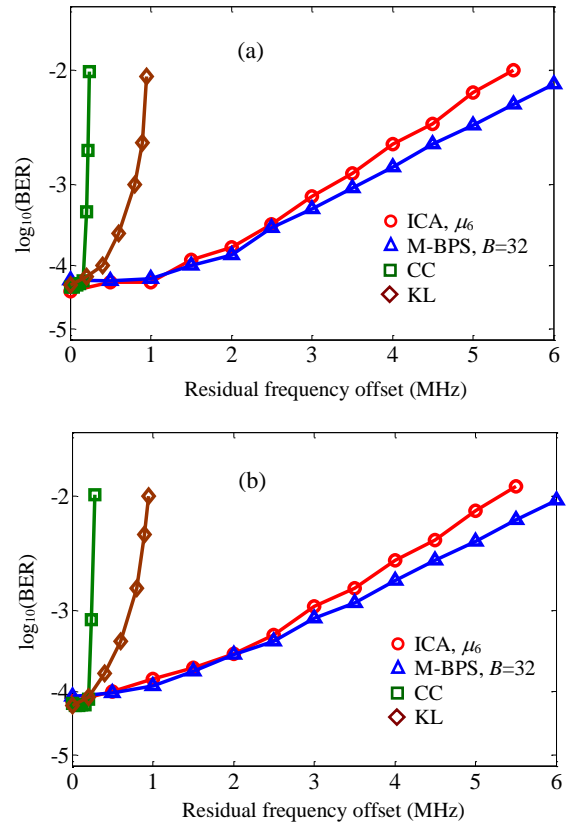 (a)
-2
-3
-4
-5
log10(BER)
ICA, μ6
M-BPS, B=32
CC
KL
0 1 2 3 4 5 6
Residual frequency offset (MHz)
(b)
-2
-3
-4
-5
log10(BER)
ICA, μ6
M-BPS, B=32
CC
KL
0 1 2 3 4 5 6
Residual frequency offset (MHz)